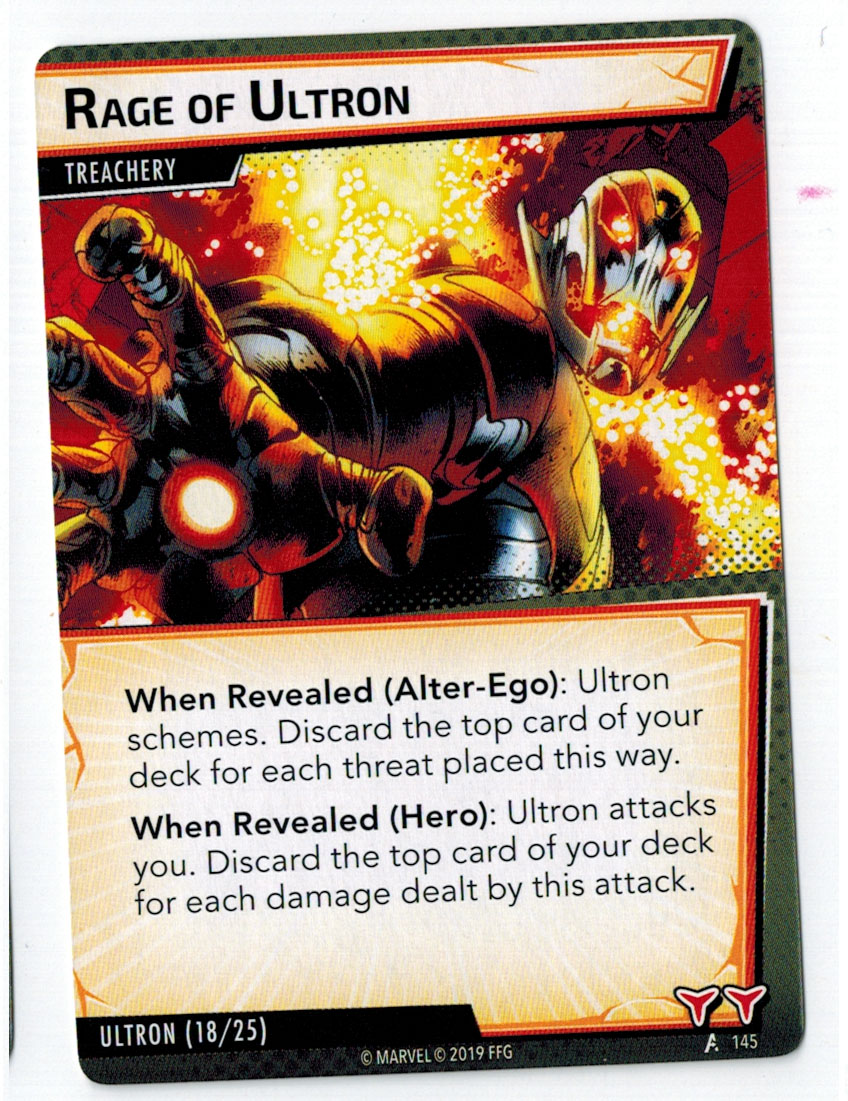 RAGE OF ULTRON
TREACHERY
When Revealed (Alter-Ego): Ultron
schemes. Discard the top card of your
deck for each threat placed this way.
When Revealed (Hero): Ultron attacks
you. Discard the top card of your deck
for each damage dealt by this attack.
ULTRON (18/25)
© MARVEL © 2019 FFG
145